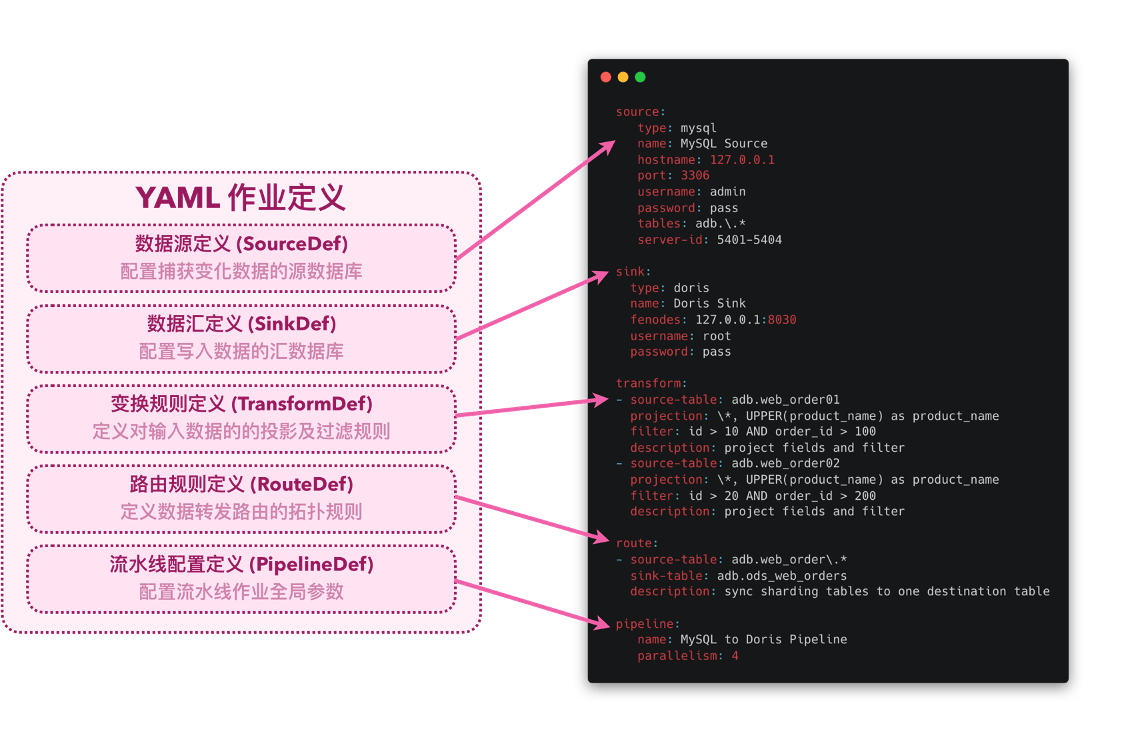 YAML 作业定义
数据源定义 (SourceDef)
配置捕获变化数据的源数据库
数据汇定义 (SinkDef)
配置写入数据的汇数据库
变换规则定义 (TransformDef)
定义对输入数据的的投影及过滤规则
路由规则定义 (RouteDef)
定义数据转发路由的拓扑规则
流水线配置定义 (PipelineDef)
配置流水线作业全局参数
source:
type: mysql
name: MySQL Source
hostname: 127.0.0.1
port: 3306
username: admin
password: pass
tables: adb.\.*
server-id: 5401-5404
sink:
type: doris
name: Doris Sink
fenodes: 127.0.0.1:8030
username: root
password: pass
transform:
- source-table: adb.web_order01
projection: \*, UPPER(product_name) as product_name
filter: id > 10 AND order_id > 100
description: project fields and filter
- source-table: adb.web_order02
projection: \*, UPPER(product_name) as product_name
filter: id > 20 AND order_id > 200
description: project fields and filter
route:
- source-table: adb.web_order\.*
sink-table: adb.ods_web_orders
description: sync sharding tables to one destination table
pipeline:
name: MySQL to Doris Pipeline
parallelism: 4